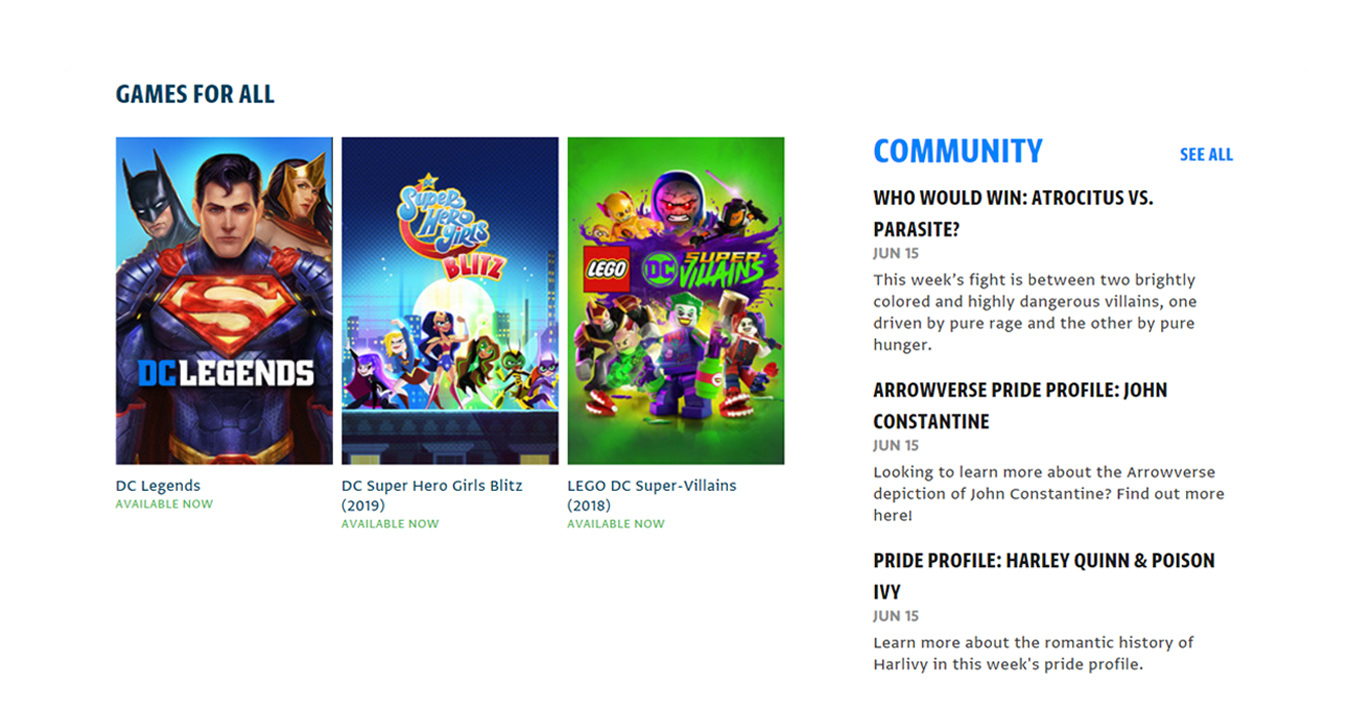 GAMES FOR ALL
DC LEGENDS
DC Legends
AVAILABLE NOW
DC
Super
Hero
Girls
BLITZ
DC Super Hero Girls Blitz
(2019)
AVAILABLE NOW
LEGO DC SUPER-
VILLAINS
LEGO DC Super-Villains
(2018)
AVAILABLE NOW
COMMUNITY
SEE ALL
WHO WOULD WIN: ATROCITUS VS.
PARASITE?
JUN 15
This week’s fight is between two brightly
colored and highly dangerous villains, one
driven by pure rage and the other by pure
hunger.
ARROWVERSE PRIDE PROFILE: JOHN
CONSTANTINE
JUN 15
Looking to learn more about the Arrowverse
depiction of John Constantine? Find out more
here!
PRIDE PROFILE: HARLEY QUINN & POISON
IVY
JUN 15
Learn more about the romantic history of
Harlivy in this week's pride profile.